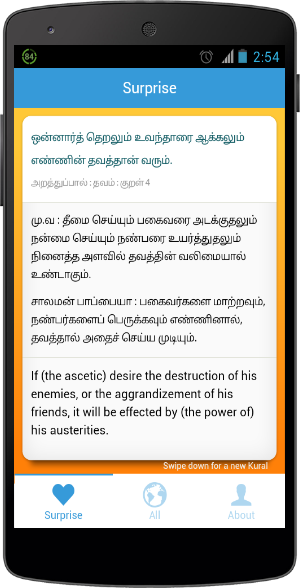 84
2:54
Surprise
ஒன்னார்த் தெறலும் உவந்தாரை ஆக்கலும்
எண்ணின் தவத்தான் வரும்.
அறத்துப்பால் : தவம் : குறள் 4
மு.வ : தீமை செய்யும் பகைவரை அடக்குதலும்
நன்மை செய்யும் நண்பரை உயர்த்துதலும்
நினைத்த அளவில் தவத்தின் வலிமையால்
உண்டாகும்.
சாலமன் பாப்பையா : பகைவர்களை மாற்றவும்,
நண்பர்களைப் பெருக்கவும் எண்ணினால்,
தவத்தால் அதைச் செய்ய முடியும்.
If (the ascetic) desire the destruction of his
enemies, or the aggrandizement of his
friends, it will be effected by (the power of)
his austerities.
Swipe down for a new Kural
Surprise
All
About